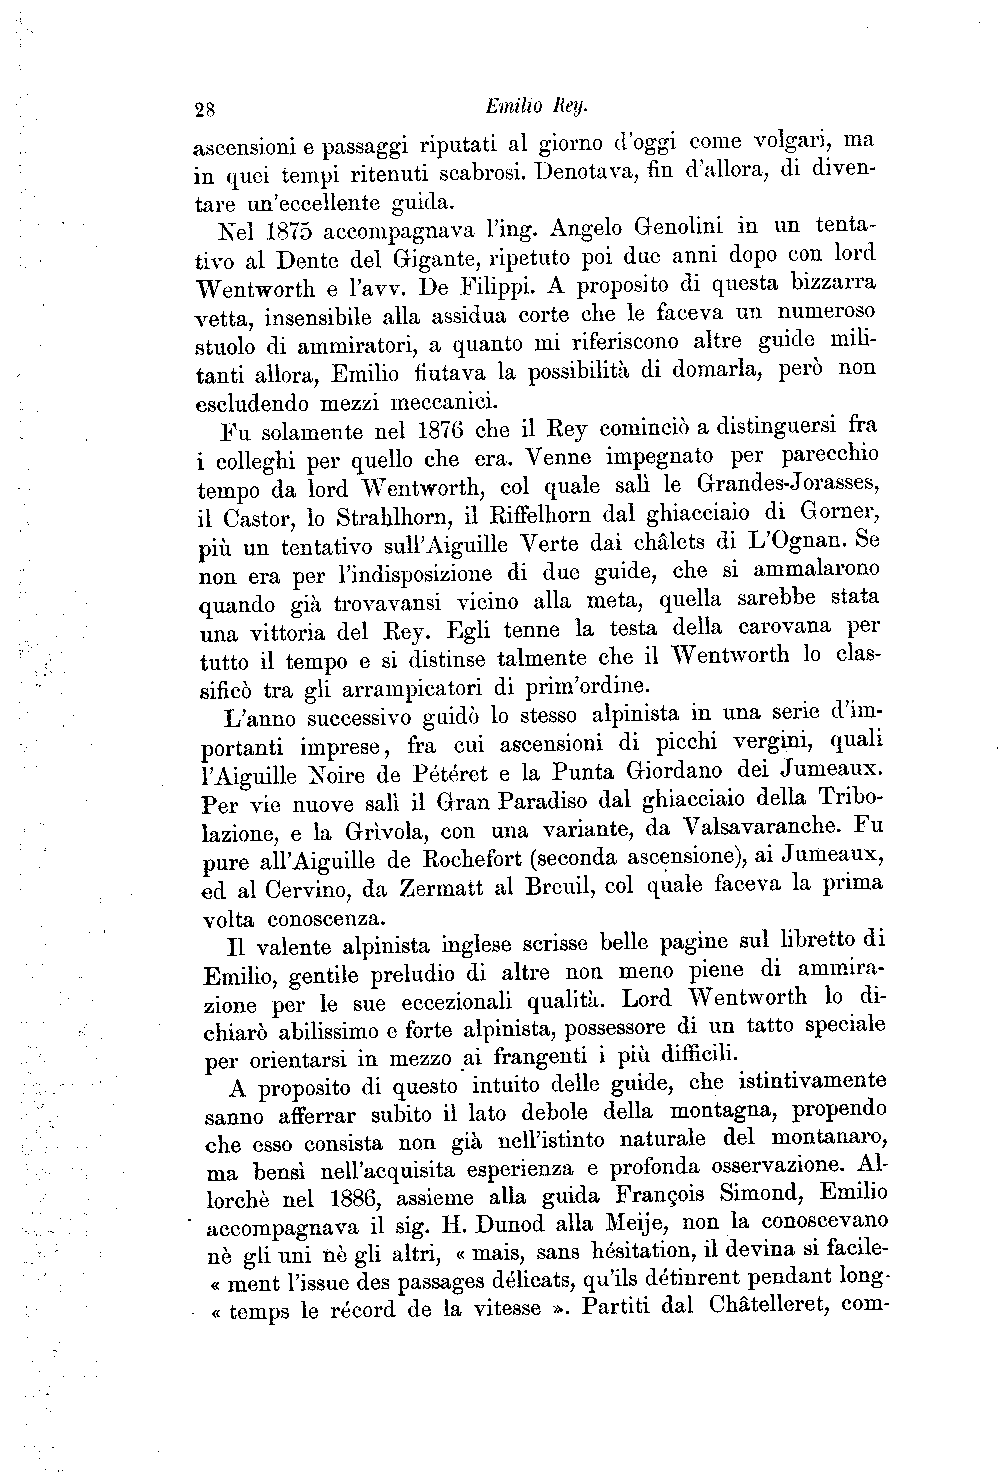 28 Emilio Rey.
ascensioni e passaggi riputati al giorno d'oggi come volgari, ma
in quei tempi ritenuti scabrosi. Denotava, fin d'allora, di diven-
tare un'eccellente guida.
Nel 1875 accompagnava l'ing. Angelo Genolini in un tenta-
tivo al Dente del Gigante, ripetuto poi due anni dopo con lord
Wentworth e l'avv. De Filippi. A proposito di questa bizzarra
vetta, insensibile alla assidua corte che le faceva un numeroso
stuolo di ammiratori, a quanto mi riferiscono altre guide mili-
tanti allora, Emilio fiutava la possibilità di domarla, però non
escludendo mezzi meccanici.
Fu solamente nel 1876 che il Rey cominciò a distinguersi fra
i colleghi per quello che era. Venne impegnato per parecchio
tempo da lord Wentworth, col quale salì le Grandes-Jorasses,
il Castor, lo Strahlhorn, il Riffelhorn dal ghiacciaio di Gorner,
più un tentativo sull'Aiguille Verte dai châlets di L'Ognan. Se
non era per l'indisposizione di due guide, che si ammalarono
quando già trovavansi vicino alla meta, quella sarebbe stata
una vittoria del Rey. Egli tenne la testa della carovana per
tutto il tempo e si distinse talmente che il Wentworth lo clas-
sificò tra gli arrampicatori di prim'ordine.
L'anno successivo guidò lo stesso alpinista in una serie d'im-
portanti imprese, fra cui ascensioni di picchi vergini, quali
l'Aiguille Noire de Pétéret e la Punta Giordano dei Jumeaux.
Per vie nuove salì il Gran Paradiso dal ghiacciaio della Tribo-
lazione, e la Grivola, con una variante, da Valsavaranche. Fu
pure all'Aiguille de Rochefort (seconda ascensione), ai Jumeaux,
ed al Cervino, da Zermatt al Breuil, col quale faceva la prima
volta conoscenza.
Il valente alpinista inglese scrisse belle pagine sul libretto di
Emilio, gentile preludio di altre non meno piene di ammira-
zione per le sue eccezionali qualità. Lord Wentworth lo di-
chiarò abilissimo e forte alpinista, possessore di un tatto speciale
per orientarsi in mezzo ai frangenti i più difficili.
A proposito di questo intuito delle guide, che istintivamente
sanno afferrar subito il lato debole della montagna, propendo
che esso consista non già nell'istinto naturale del montanaro,
ma bensì nell'acquisita esperienza e profonda osservazione. Al-
lorchè nel 1886, assieme alla guida François Simond, Emilio
accompagnava il sig. H. Dunod alla Meije, non la conoscevano
nè gli uni nè gli altri, « mais, sans hésitation, il devina si facile-
« ment l'issue des passages délicats, qu'ils détinrent pendant long-
« temps le récord de la vitesse ». Partiti dal Châtelleret, com-